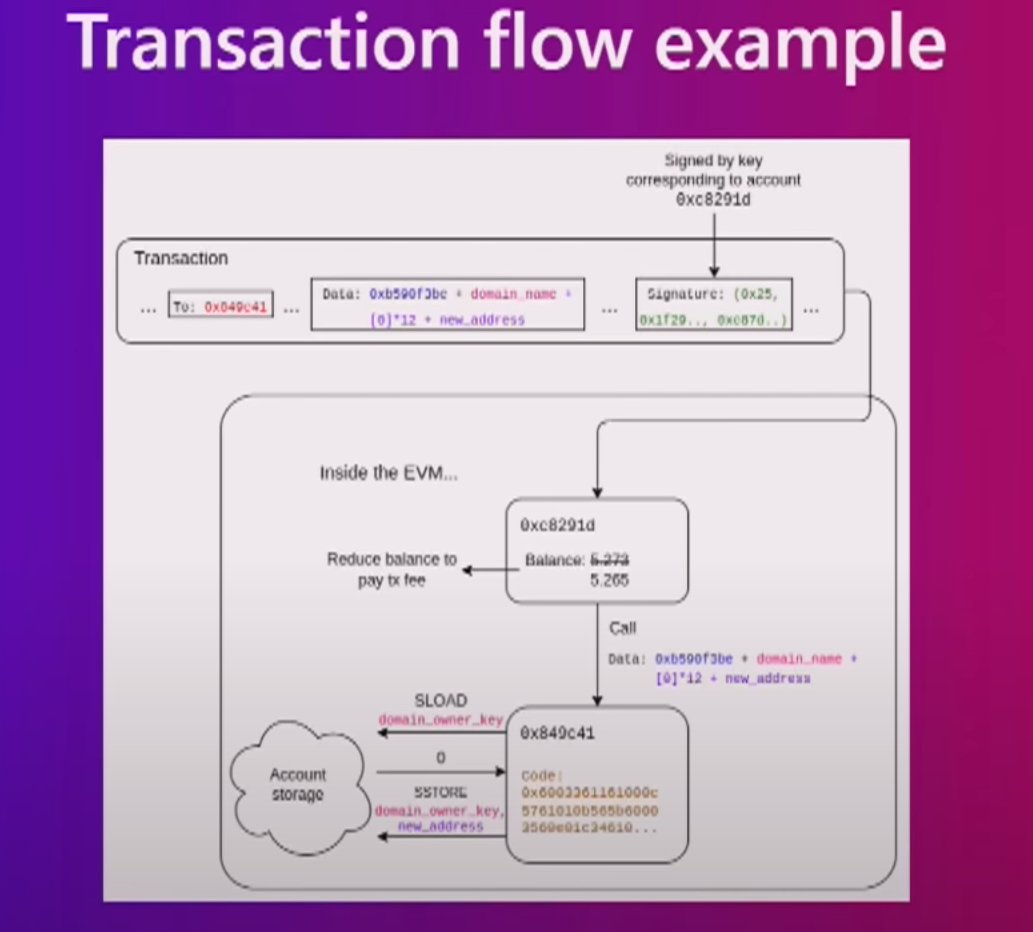 Transaction flow example
Signed by key
corresponding to account
0xc8291d
Transaction
... To: 0x849c41 ... Data: 0xb590f3be + domain_name + ... Signature: (0x25, ...
[0]*12 + new_address 0x1f29.., 0xc87d..)
Inside the EVM...
0xc8291d
Reduce balance to
pay tx fee
Balance: 5.273
5.265
Call
Data: 0xb590f3be + domain_name +
[0]*12 + new_address
SLOAD
domain_owner_key
0
SSTORE
domain_owner_key,
new_address
Account
storage
0x849c41
Code:
0x6003361161000c
5761010b565b6000
3560e01c34610...